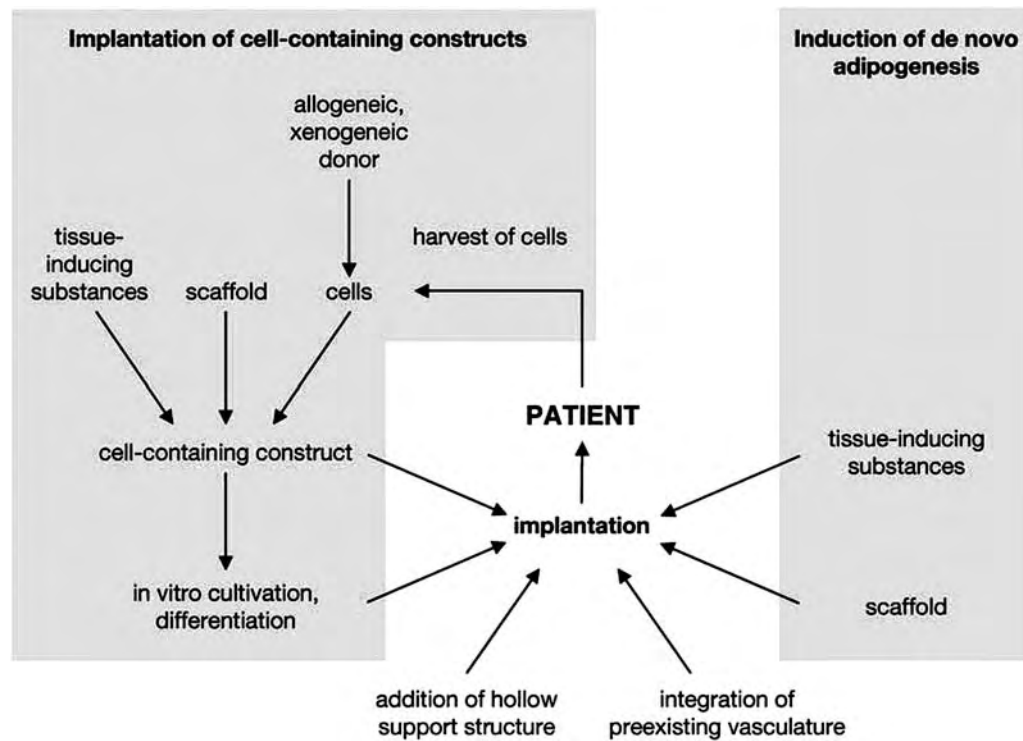 Implantation of cell-containing constructs
Induction of de novo
adipogenesis
allogeneic,
xenogeneic
donor
harvest of cells
tissue-
inducing
substances
scaffold
cells
PATIENT
cell-containing construct
tissue-inducing
substances
implantation
in vitro cultivation,
differentiation
scaffold
addition of hollow
support structure
integration of
preexisting vasculature